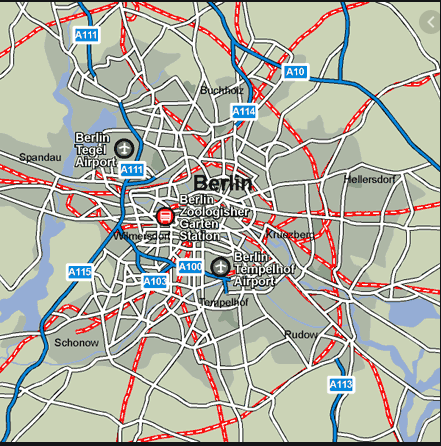 A111
A10
Buchholz
A114
Berlin
Tegel
Airport
Spandau
A111
Berlin
Hellersdorf
Berlin
Zoologisher
Garten
Station
Wilmersdorf
Kruezberg
A115
A100
Berlin
Tempelhof
Airport
A103
Tempelhof
Schonow
Rudow
A113